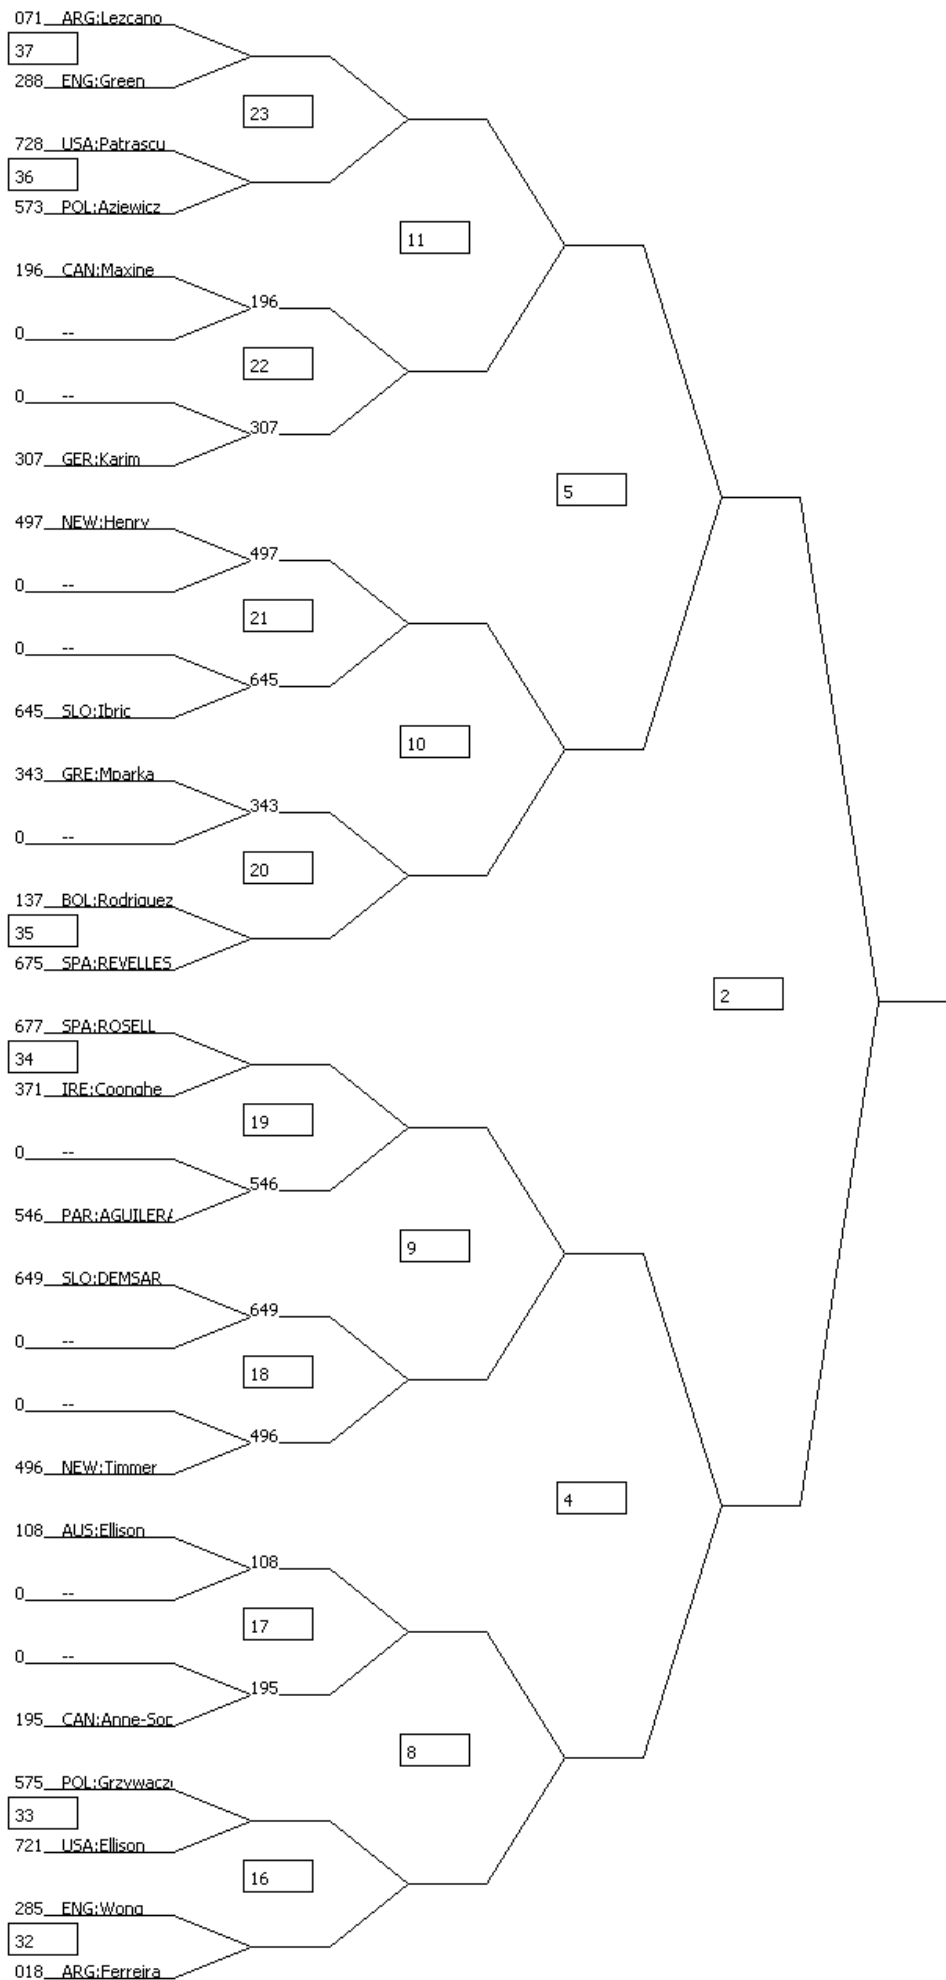 071 ARG:Lezcano
37
288 ENG:Green
23
728 USA:Patrascu
36
573 POL:Aziewicz
11
196 CAN:Maxine
196
0 --
22
0 --
307
307 GER:Karim
5
497 NEW:Henry
497
0 --
21
0 --
645
645 SLO:Ibric
10
343 GRE:Mparka
343
0 --
20
137 BOL:Rodriguez
35
675 SPA:REVELLES
2
677 SPA:ROSELL
34
371 IRE:Coonghe
19
0 --
546
546 PAR:AGUILERA
9
649 SLO:DEMSAR
649
0 --
18
0 --
496
496 NEW:Timmer
4
108 AUS:Ellison
108
0 --
17
0 --
195
195 CAN:Anne-Sop
8
575 POL:Grzywacz
33
721 USA:Ellison
16
285 ENG:Wong
32
018 ARG:Ferreira